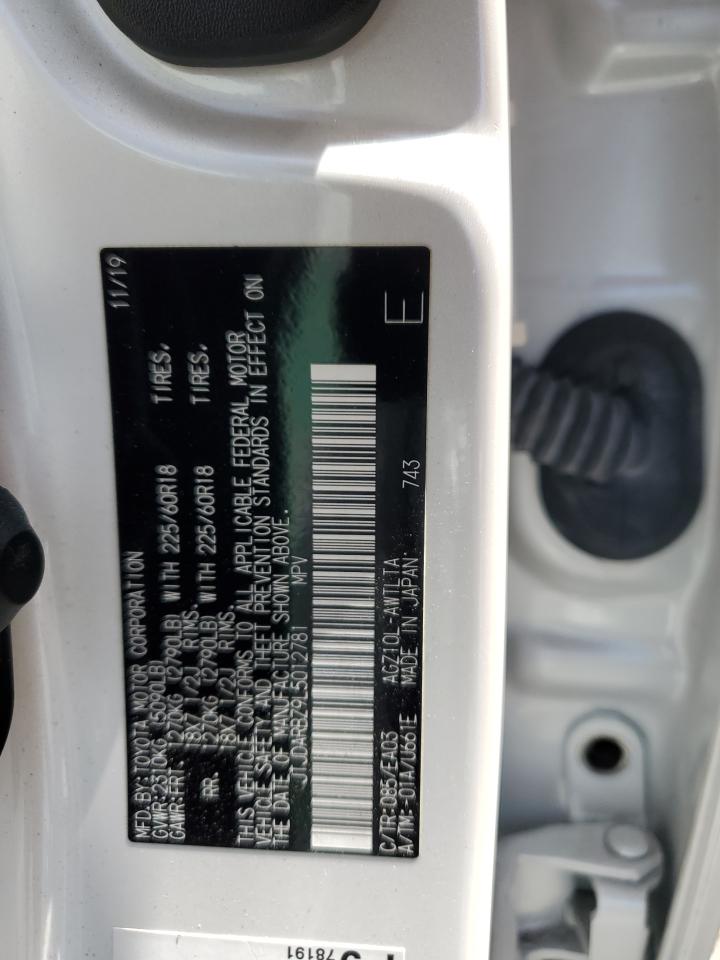 MFD.BY:TOYOTA MOTOR CORPORATION 11/19
GVWR:2310KG (5090LB)
GAWR:FRT 1270KG (2790LB) WITH 225/60R18 TIRES,
18X7 1/2J RIMS.
RR. 1270KG (2790LB) WITH 225/60R18 TIRES,
18X7 1/2J RIMS.
THIS VEHICLE CONFORMS TO ALL APPLICABLE FEDERAL MOTOR
VEHICLE SAFETY AND THEFT PREVENTION STANDARDS IN EFFECT ON
THE DATE OF MANUFACTURE SHOWN ABOVE.
JTJDARBZ9L5012781 MPV
C/TR:085/EA03 AGZ10L-AWTLTA
A/TM:-01A/U661E MADE IN JAPAN 743
E
78191